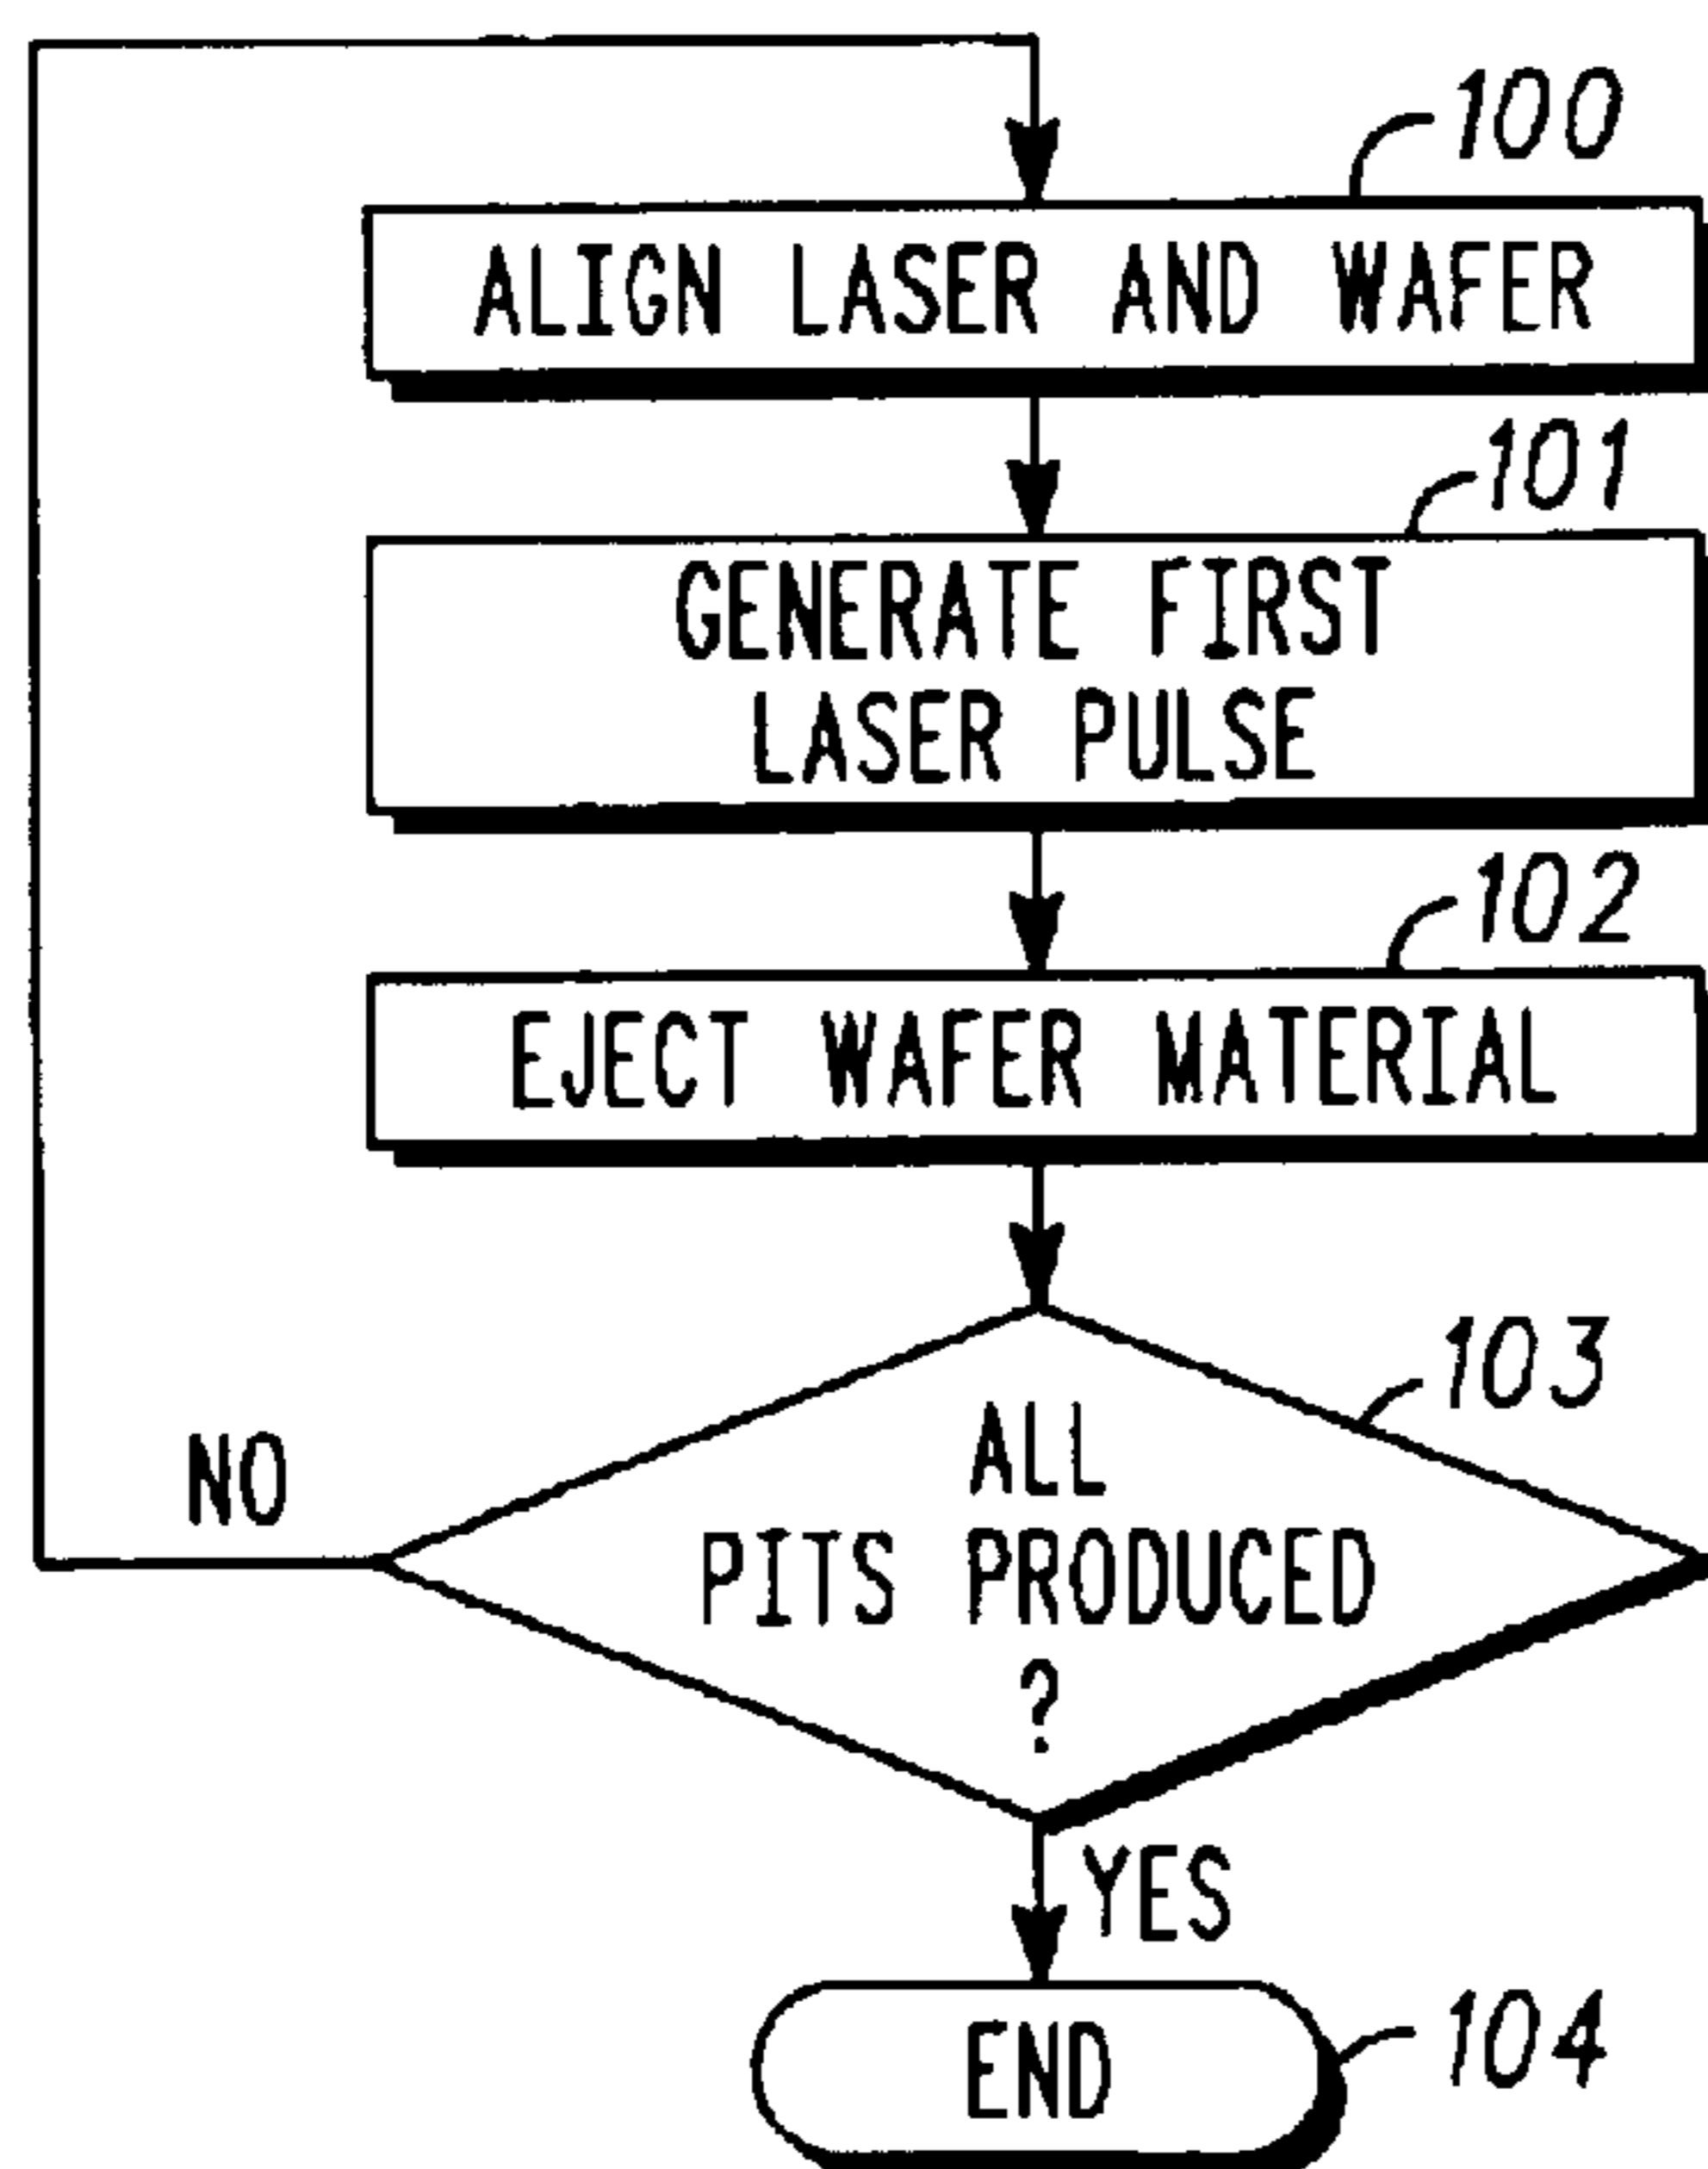 100
ALIGN LASER AND WAFER
101
GENERATE FIRST
LASER PULSE
102
EJECT WAFER MATERIAL
103
ALL
PITS PRODUCED
?
NO
YES
END
104